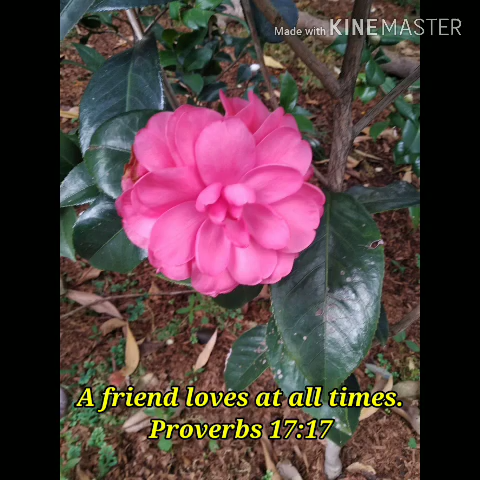 Made with KINEMASTER
A friend loves at all times.
Proverbs 17:17